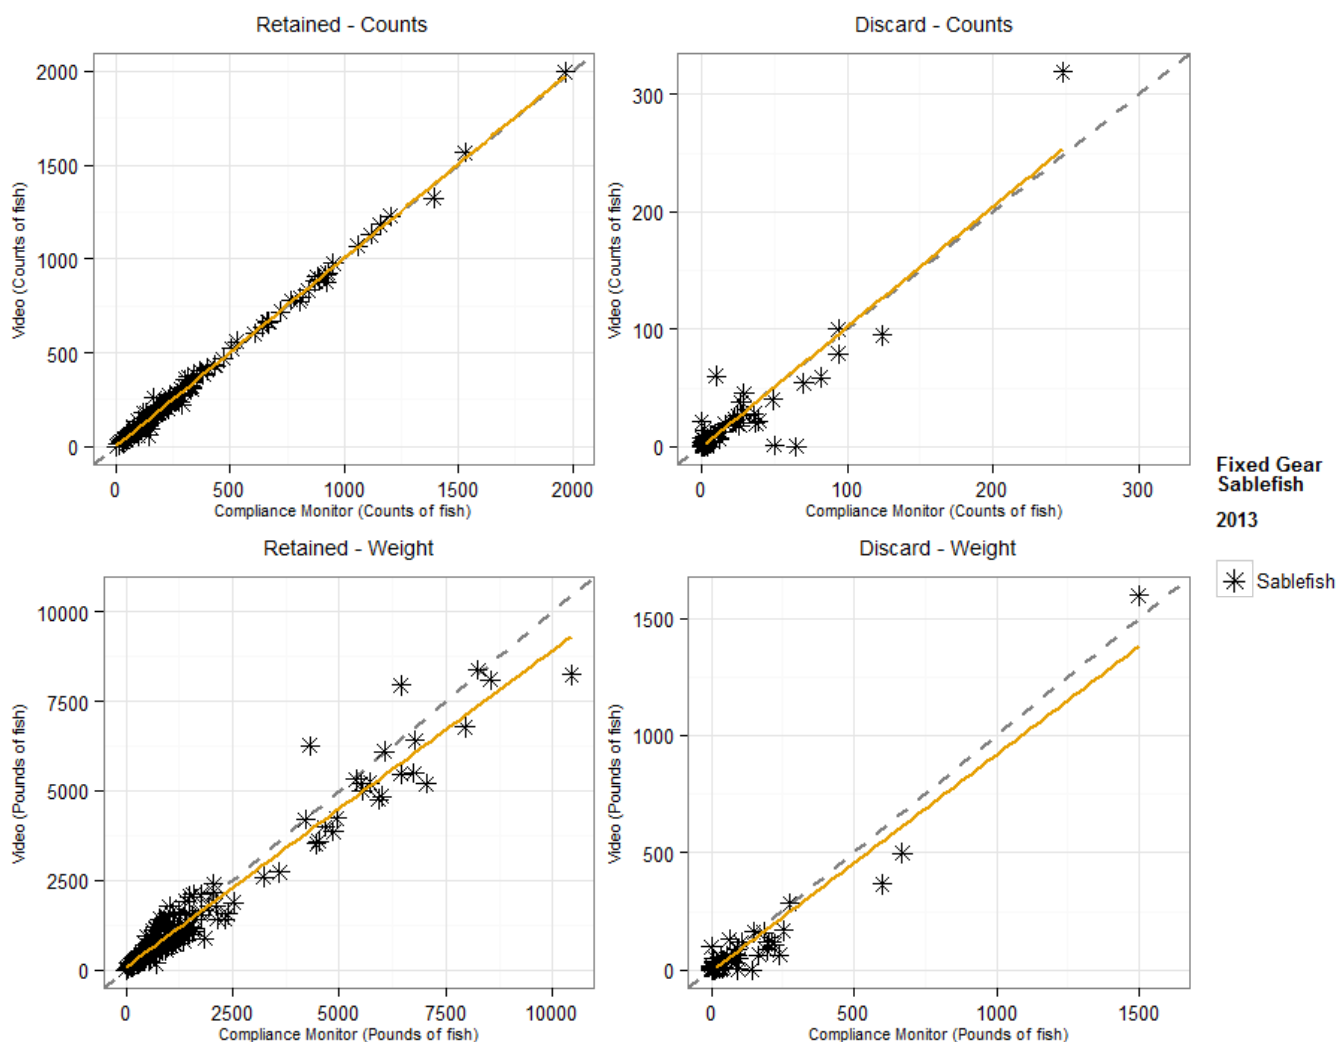 Retained - Counts
Discard - Counts
2000
1500
1000
500
0
Video (Counts of fish)
0 500 1000 1500 2000
Compliance Monitor (Counts of fish)
300
200
100
0
Video (Counts of fish)
0 100 200 300
Compliance Monitor (Counts of fish)
Fixed Gear
Sablefish
2013
Sablefish
Retained - Weight
Discard - Weight
10000
7500
5000
2500
0
Video (Pounds of fish)
0 2500 5000 7500 10000
Compliance Monitor (Pounds of fish)
1500
1000
500
0
Video (Pounds of fish)
0 500 1000 1500
Compliance Monitor (Pounds of fish)